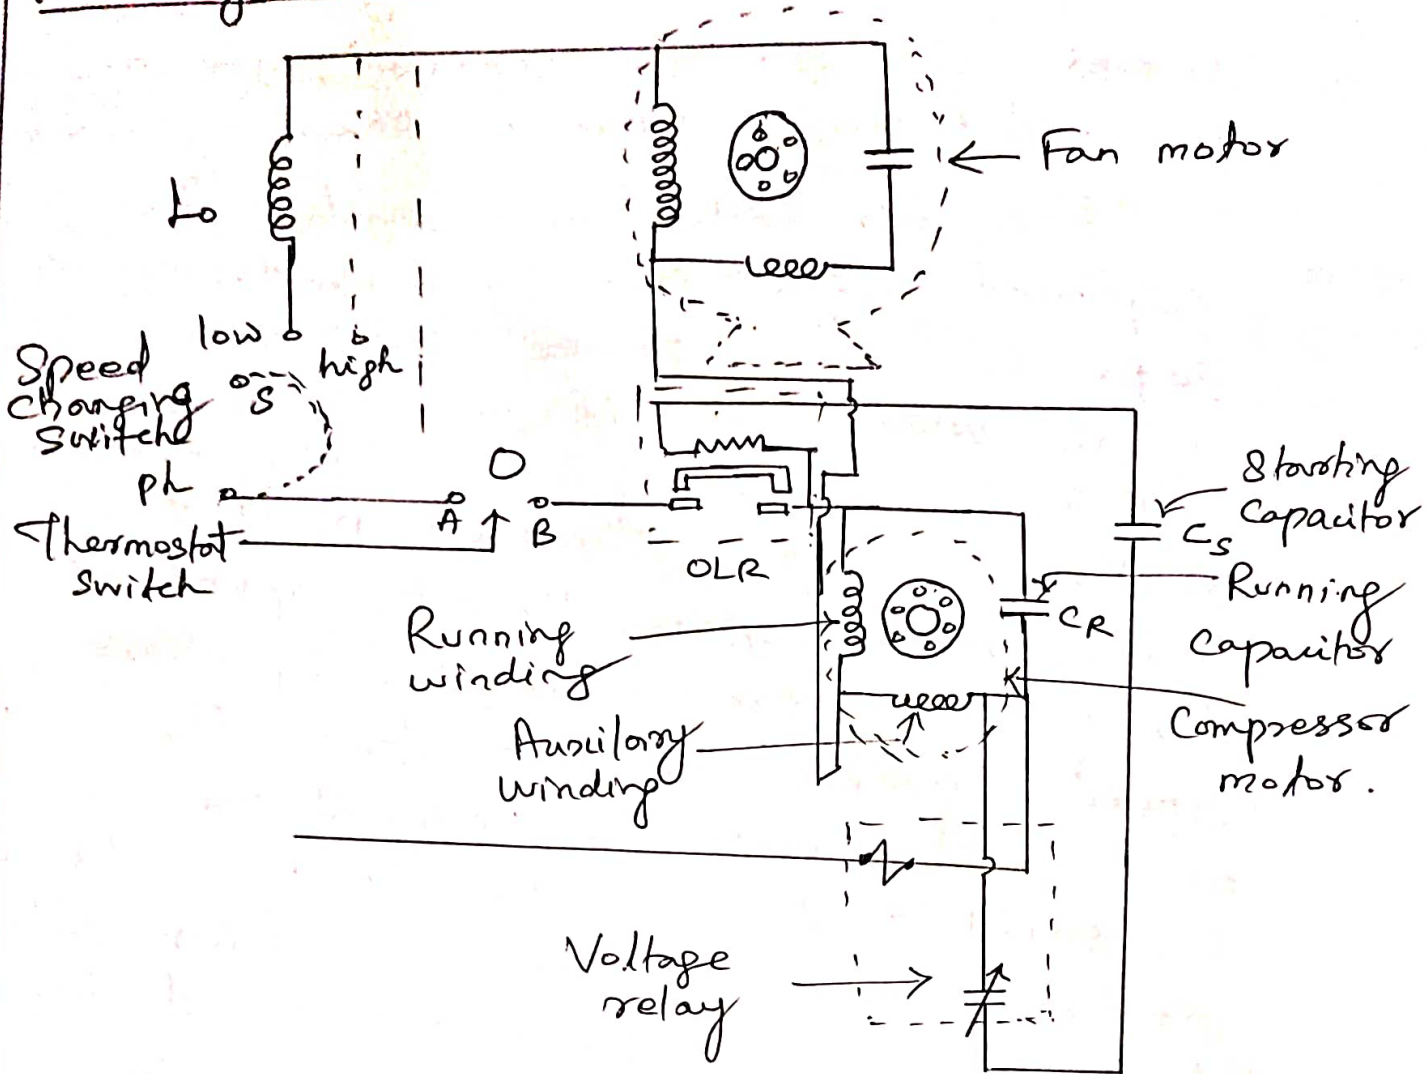 Lo
low
high
Speed
changing
switch
S
ph
O
A
B
Thermostat
switch
OLR
Fan motor
Starting
Capacitor
Cs
Running
Capacitor
CR
Compressor
motor.
Running
winding
Auxilary
winding
Voltage
relay